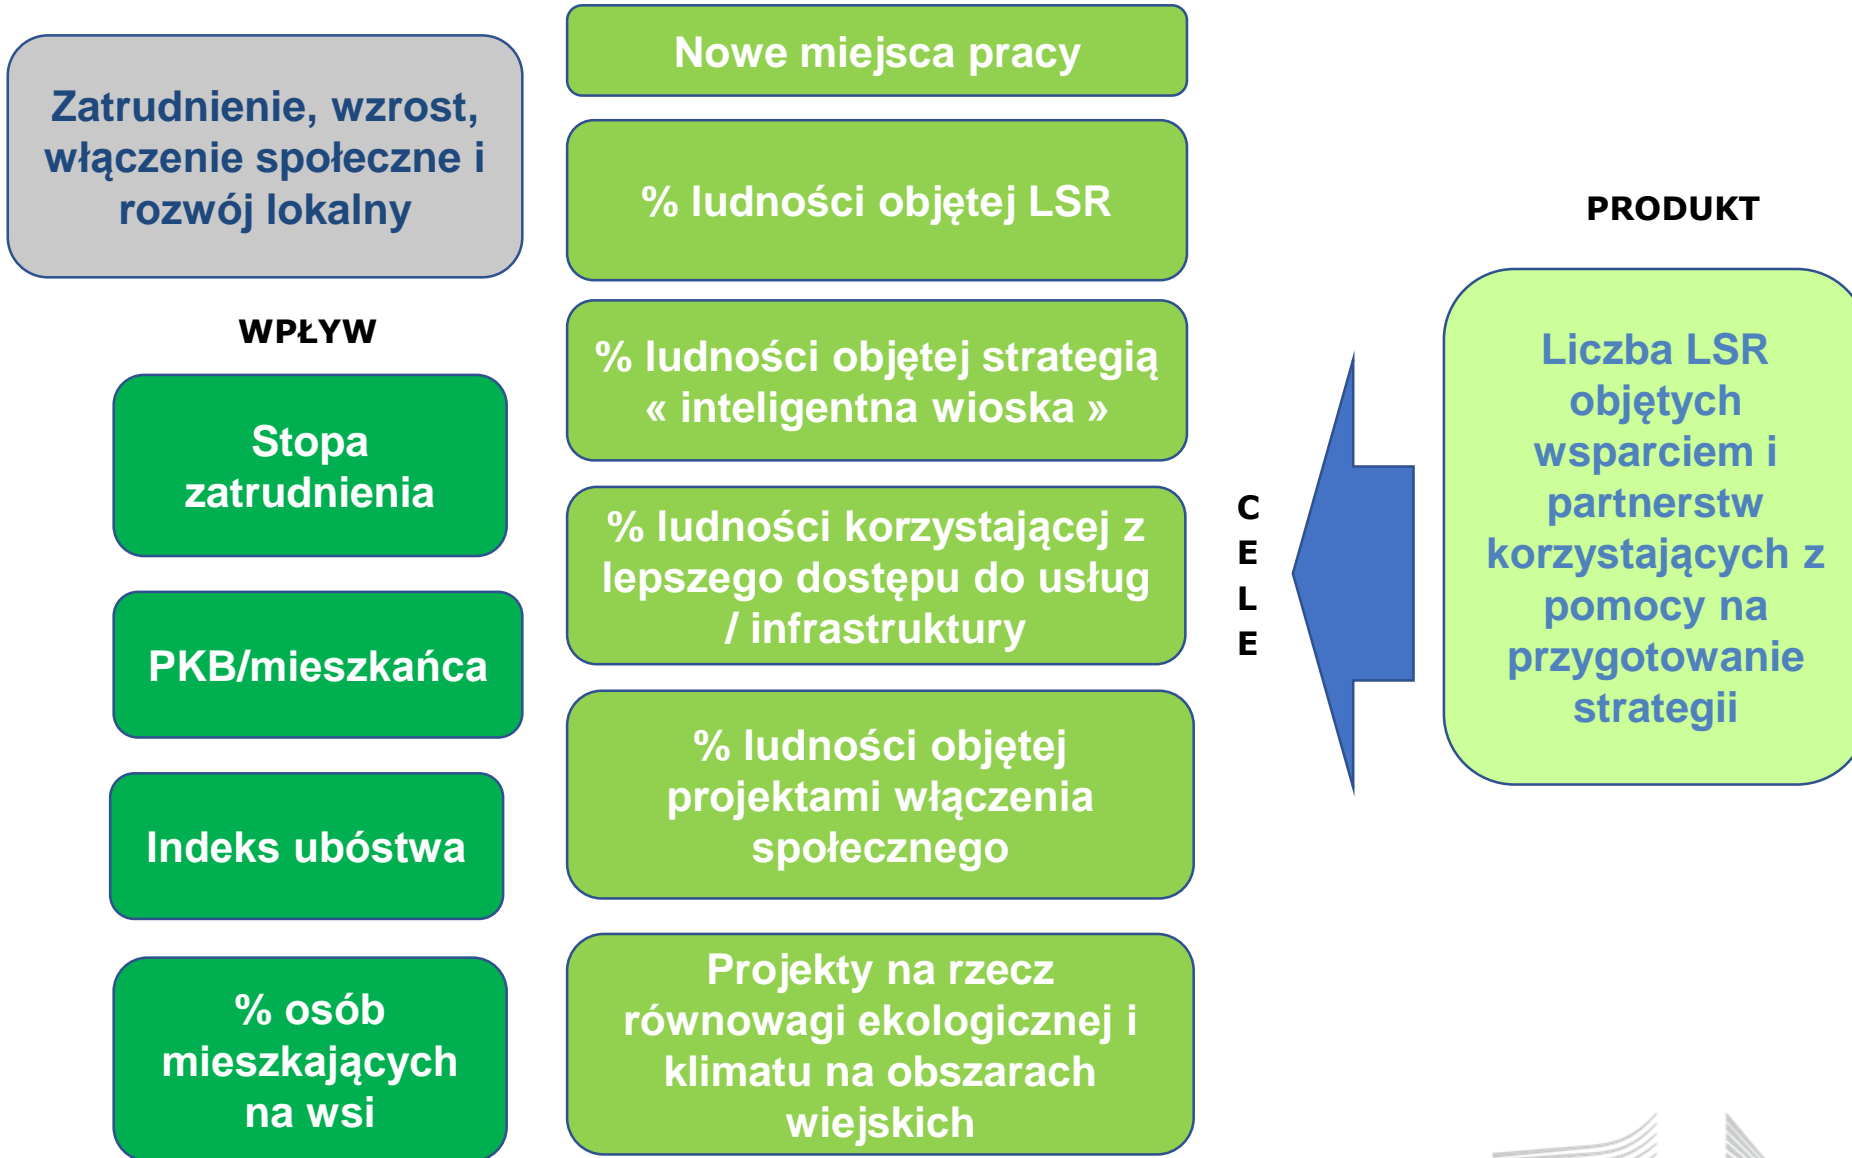 Zatrudnienie, wzrost,
włączenie społeczne i
rozwój lokalny
WPŁYW
Stopa
zatrudnienia
PKB/mieszkańca
Indeks ubóstwa
% osób
mieszkających
na wsi
Nowe miejsca pracy
% ludności objętej LSR
% ludności objętej strategią
« inteligentna wioska »
% ludności korzystającej z
lepszego dostępu do usług
/ infrastruktury
% ludności objętej
projektami włączenia
społecznego
Projekty na rzecz
równowagi ekologicznej i
klimatu na obszarach
wiejskich
C
E
L
E
PRODUKT
Liczba LSR
objętych
wsparciem i
partnerstw
korzystających z
pomocy na
przygotowanie
strategii